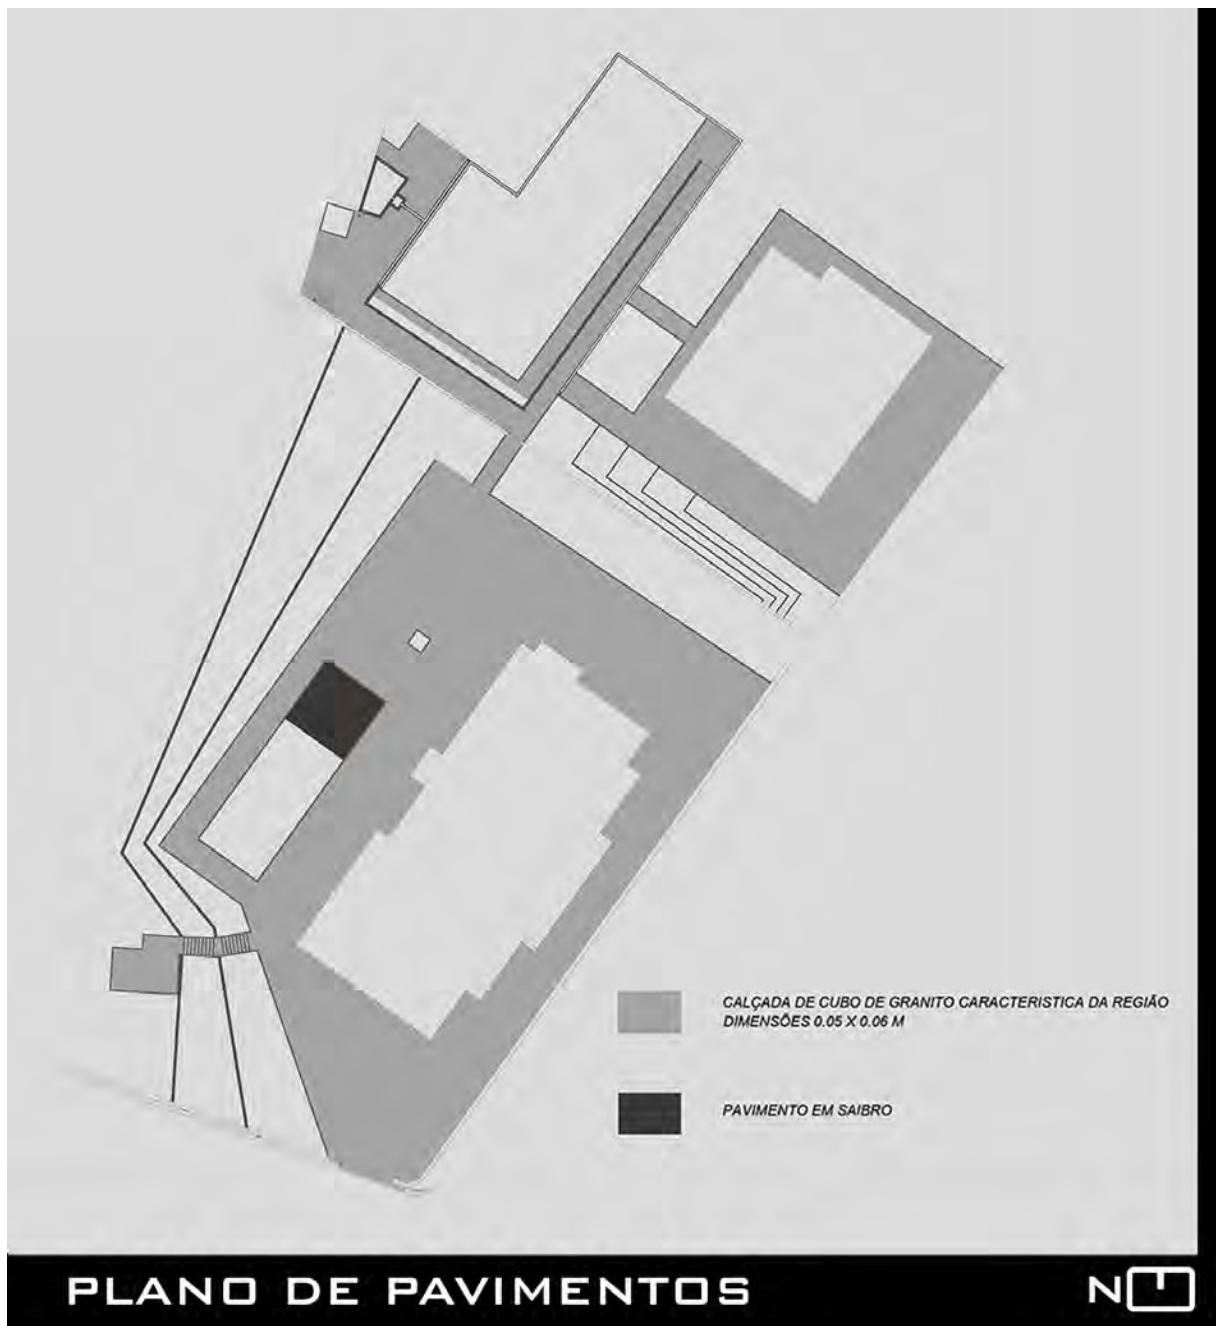 CALÇADA DE CUBO DE GRANITO CARACTERISTICA DA REGIÃO
DIMENSÕES 0.05 X 0.06 M
PAVIMENTO EM SAIBRO
PLANO DE PAVIMENTOS
N